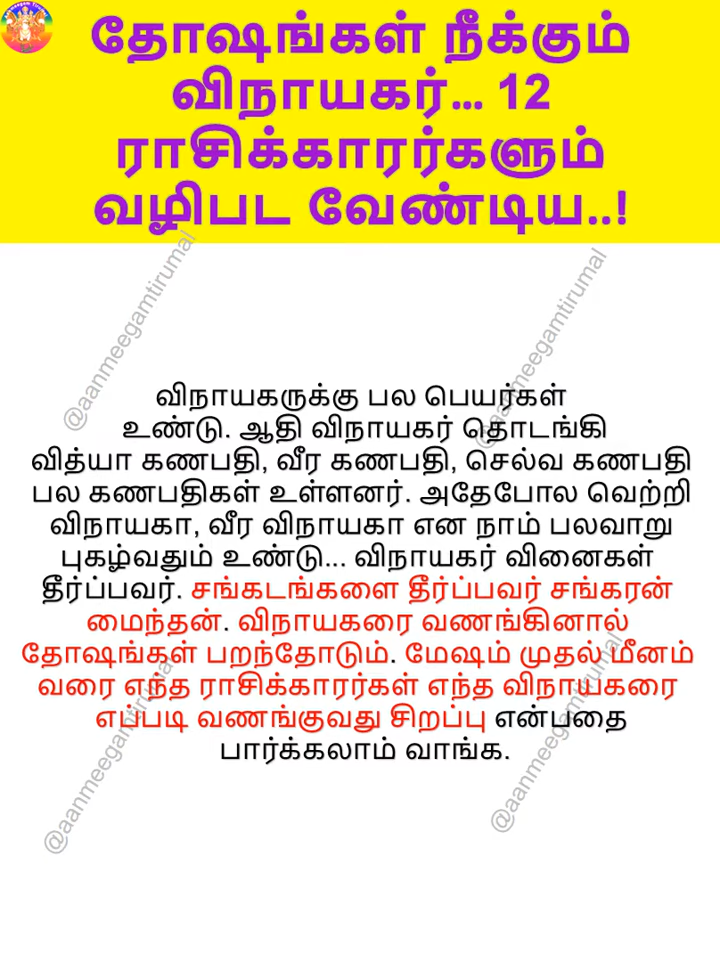 தோஷங்கள் நீக்கும்
விநாயகர்... 12
ராசிக்காரர்களும்
வழிபட வேண்டிய..!
விநாயகருக்கு பல பெயர்கள்
உண்டு. ஆதி விநாயகர் தொடங்கி
வித்யா கணபதி, வீர கணபதி, செல்வ கணபதி
பல கணபதிகள் உள்ளனர். அதேபோல வெற்றி
விநாயகா, வீர விநாயகா என நாம் பலவாறு
புகழ்வதும் உண்டு... விநாயகர் வினைகள்
தீர்ப்பவர். சங்கடங்களை தீர்ப்பவர் சங்கரன்
மைந்தன். விநாயகரை வணங்கினால்
தோஷங்கள் பறந்தோடும். மேஷம் முதல் மீனம்
வரை எந்த ராசிக்காரர்கள் எந்த விநாயகரை
எப்படி வணங்குவது சிறப்பு என்பதை
பார்க்கலாம் வாங்க.
@aanmeegamtirumal
@aanmeegamtirumal
@aanmeegamtirumal
@aanmeegamtirumal